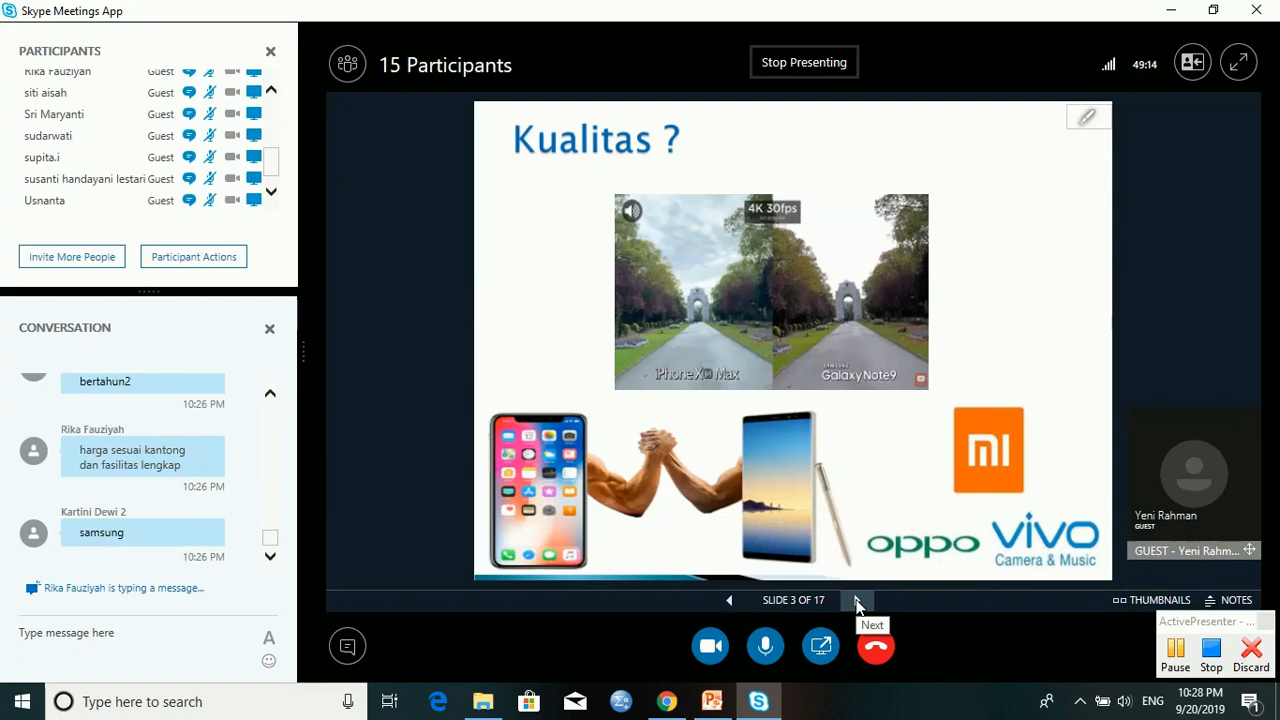 Skype Meetings App
PARTICIPANTS
Rika Fauziyah Guest
siti aisah Guest
Sri Maryanti Guest
sudarwati Guest
supita.i Guest
susanti handayani lestari Guest
Usnanta Guest
Invite More People
Participant Actions
CONVERSATION
bertahun2
10:26 PM
Rika Fauziyah
harga sesuai kantong
dan fasilitas lengkap
10:26 PM
Kartini Dewi 2
samsung
10:26 PM
Rika Fauziyah is typing a message...
Type message here
15 Participants
Stop Presenting
49:14
Kualitas ?
4K 30fps
iPhone XS Max
SAMSUNG
Galaxy Note9
MI
oppo
vivo
Camera & Music
Yeni Rahman
GUEST
GUEST - Yeni Rahm...
SLIDE 3 OF 17
Next
THUMBNAILS
NOTES
ActivePresenter - ...
Pause
Stop
Discard
Type here to search
ENG
10:28 PM
9/20/2019
1